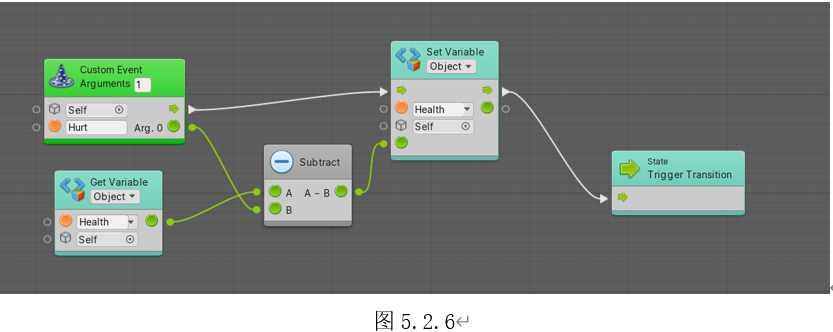 Custom Event
Arguments 1
Self
Hurt Arg. 0
Get Variable
Object
Health
Self
Subtract
A A − B
B
Set Variable
Object
Health
Self
State
Trigger Transition
图 5.2.6